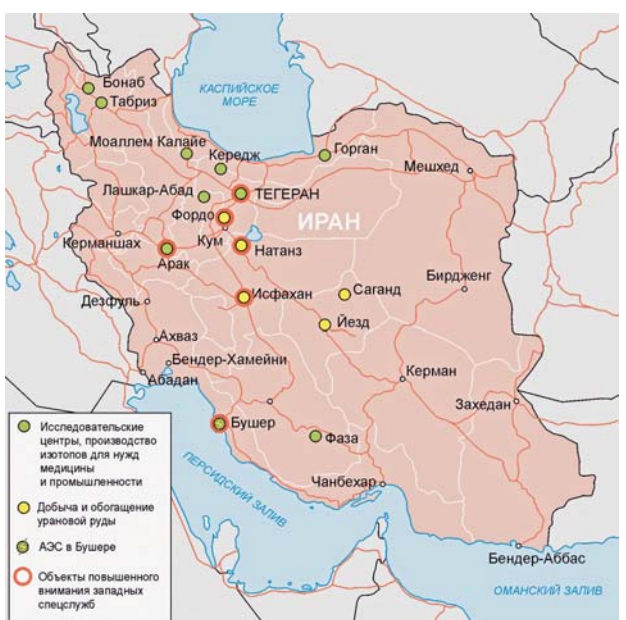 Бонаб
Табриз
КАСПИЙСКОЕ
МОРЕ
Моаллем Калайе
Кередж
Горган
Мешхед
Лашкар-Абад
ТЕГЕРАН
Фордо
ИРАН
Керманшах
Кум
Натанз
Арак
Бирдженг
Дезфуль
Исфахан
Саганд
Йезд
Ахваз
Бендер-Хамейни
Абадан
Керман
Захедан
Бушер
Фаза
ПЕРСИДСКИЙ ЗАЛИВ
Чанбехар
Бендер-Аббас
ОМАНСКИЙ ЗАЛИВ
Исследовательские
центры, производство
изотопов для нужд
медицины
и промышленности
Добыча и обогащение
урановой руды
АЭС в Бушере
Объекты повышенного
внимания западных
спецслужб